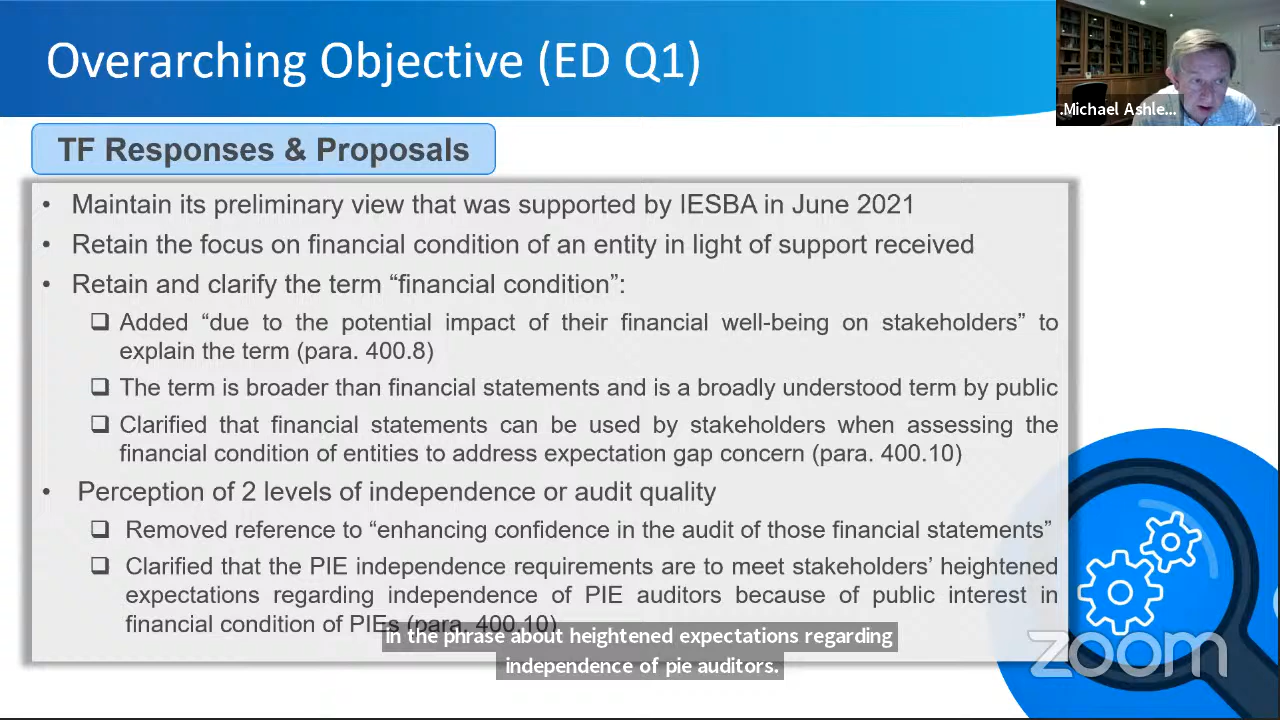 Overarching Objective (ED Q1)
.Michael Ashle...
TF Responses & Proposals
• Maintain its preliminary view that was supported by IESBA in June 2021
• Retain the focus on financial condition of an entity in light of support received
• Retain and clarify the term “financial condition”:
❑ Added “due to the potential impact of their financial well-being on stakeholders” to
explain the term (para. 400.8)
❑ The term is broader than financial statements and is a broadly understood term by public
❑ Clarified that financial statements can be used by stakeholders when assessing the
financial condition of entities to address expectation gap concern (para. 400.10)
• Perception of 2 levels of independence or audit quality
❑ Removed reference to “enhancing confidence in the audit of those financial statements”
❑ Clarified that the PIE independence requirements are to meet stakeholders’ heightened
expectations regarding independence of PIE auditors because of public interest in
financial condition of PIEs (para. 400.10)
in the phrase about heightened expectations regarding
independence of pie auditors.
zoom